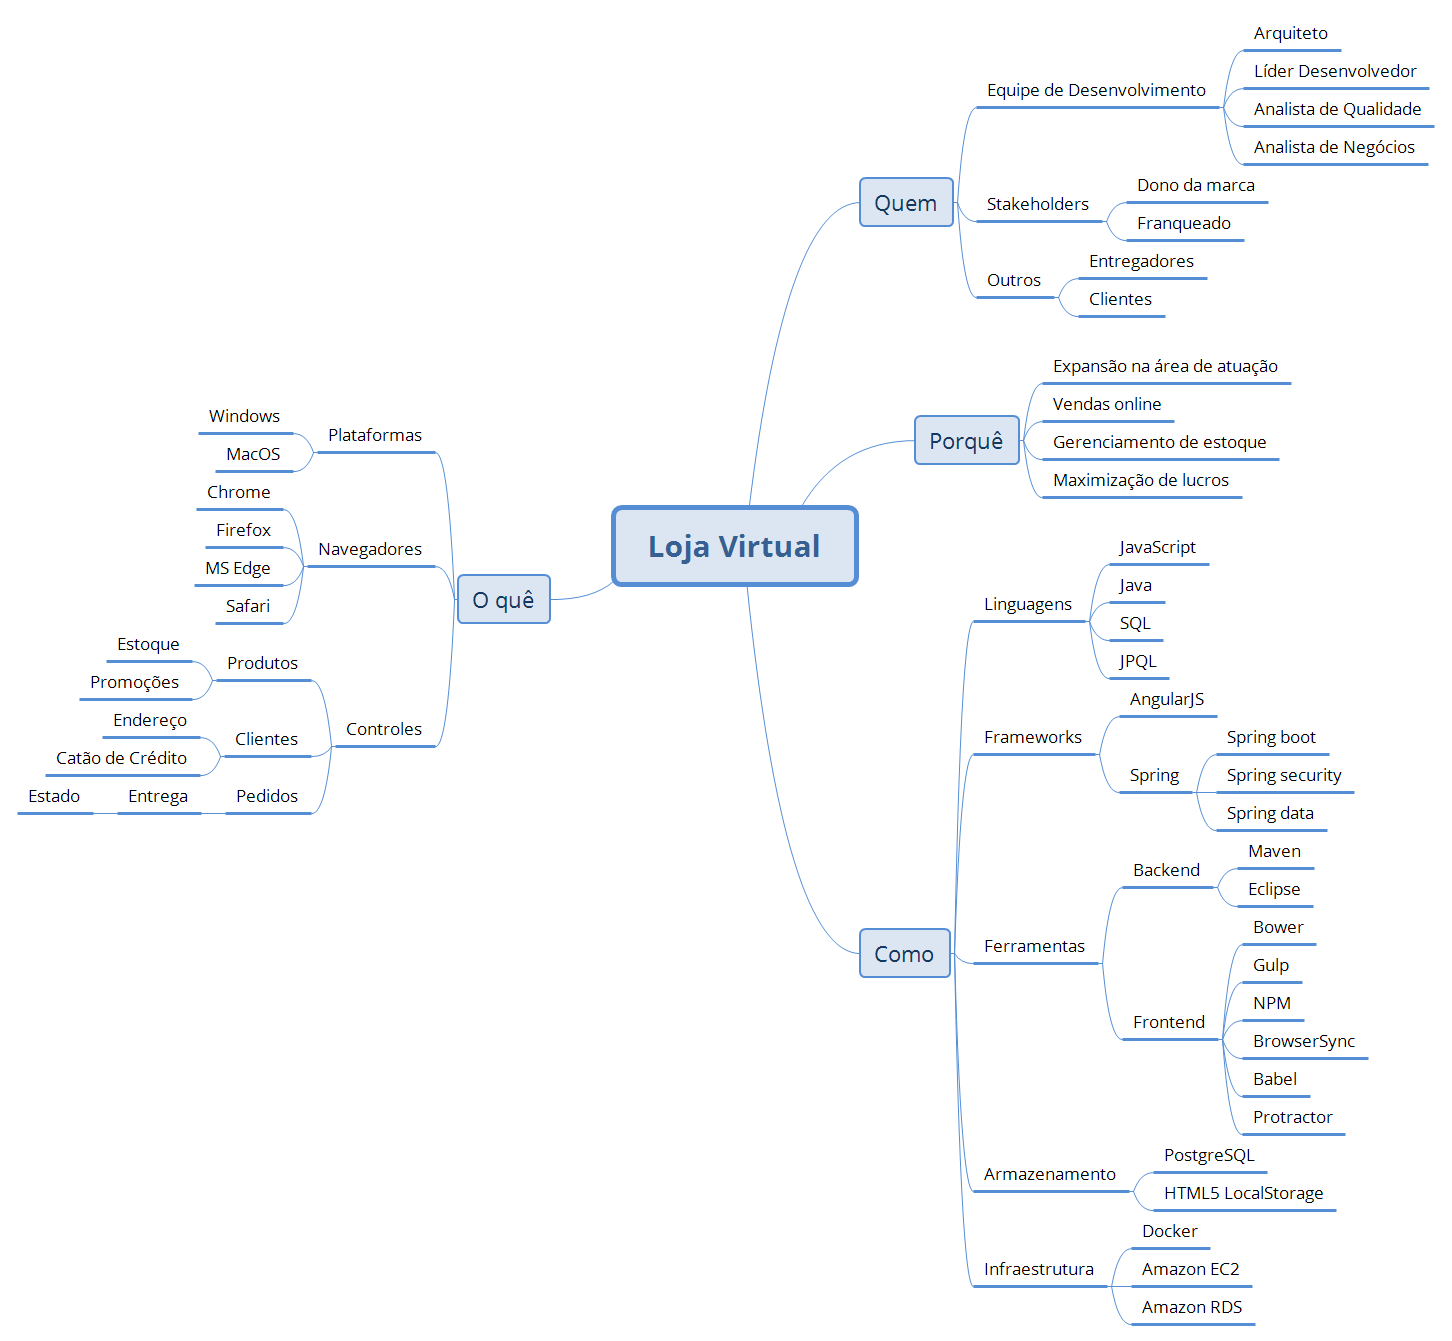 Loja Virtual
Quem
Equipe de Desenvolvimento
Arquiteto
Líder Desenvolvedor
Analista de Qualidade
Analista de Negócios
Stakeholders
Dono da marca
Franqueado
Outros
Entregadores
Clientes
Porquê
Expansão na área de atuação
Vendas online
Gerenciamento de estoque
Maximização de lucros
Como
Linguagens
JavaScript
Java
SQL
JPQL
Frameworks
AngularJS
Spring
Spring boot
Spring security
Spring data
Ferramentas
Backend
Maven
Eclipse
Frontend
Bower
Gulp
NPM
BrowserSync
Babel
Protractor
Armazenamento
PostgreSQL
HTML5 LocalStorage
Infraestrutura
Docker
Amazon EC2
Amazon RDS
O quê
Plataformas
Windows
MacOS
Navegadores
Chrome
Firefox
MS Edge
Safari
Controles
Produtos
Estoque
Promoções
Clientes
Endereço
Catão de Crédito
Pedidos
Entrega
Estado